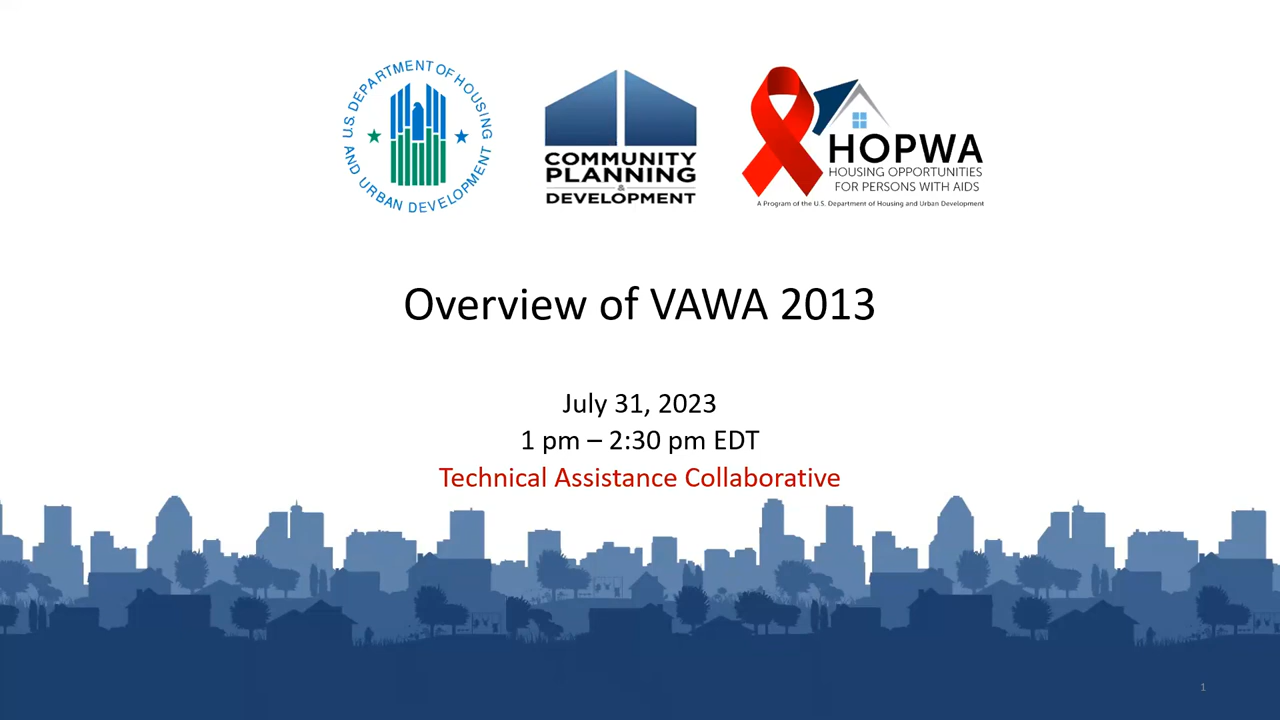 U.S. DEPARTMENT OF HOUSING
AND URBAN DEVELOPMENT
COMMUNITY
PLANNING
&
DEVELOPMENT
HOPWA
HOUSING OPPORTUNITIES
FOR PERSONS WITH AIDS
A Program of the U.S. Department of Housing and Urban Development
Overview of VAWA 2013
July 31, 2023
1 pm – 2:30 pm EDT
Technical Assistance Collaborative
1